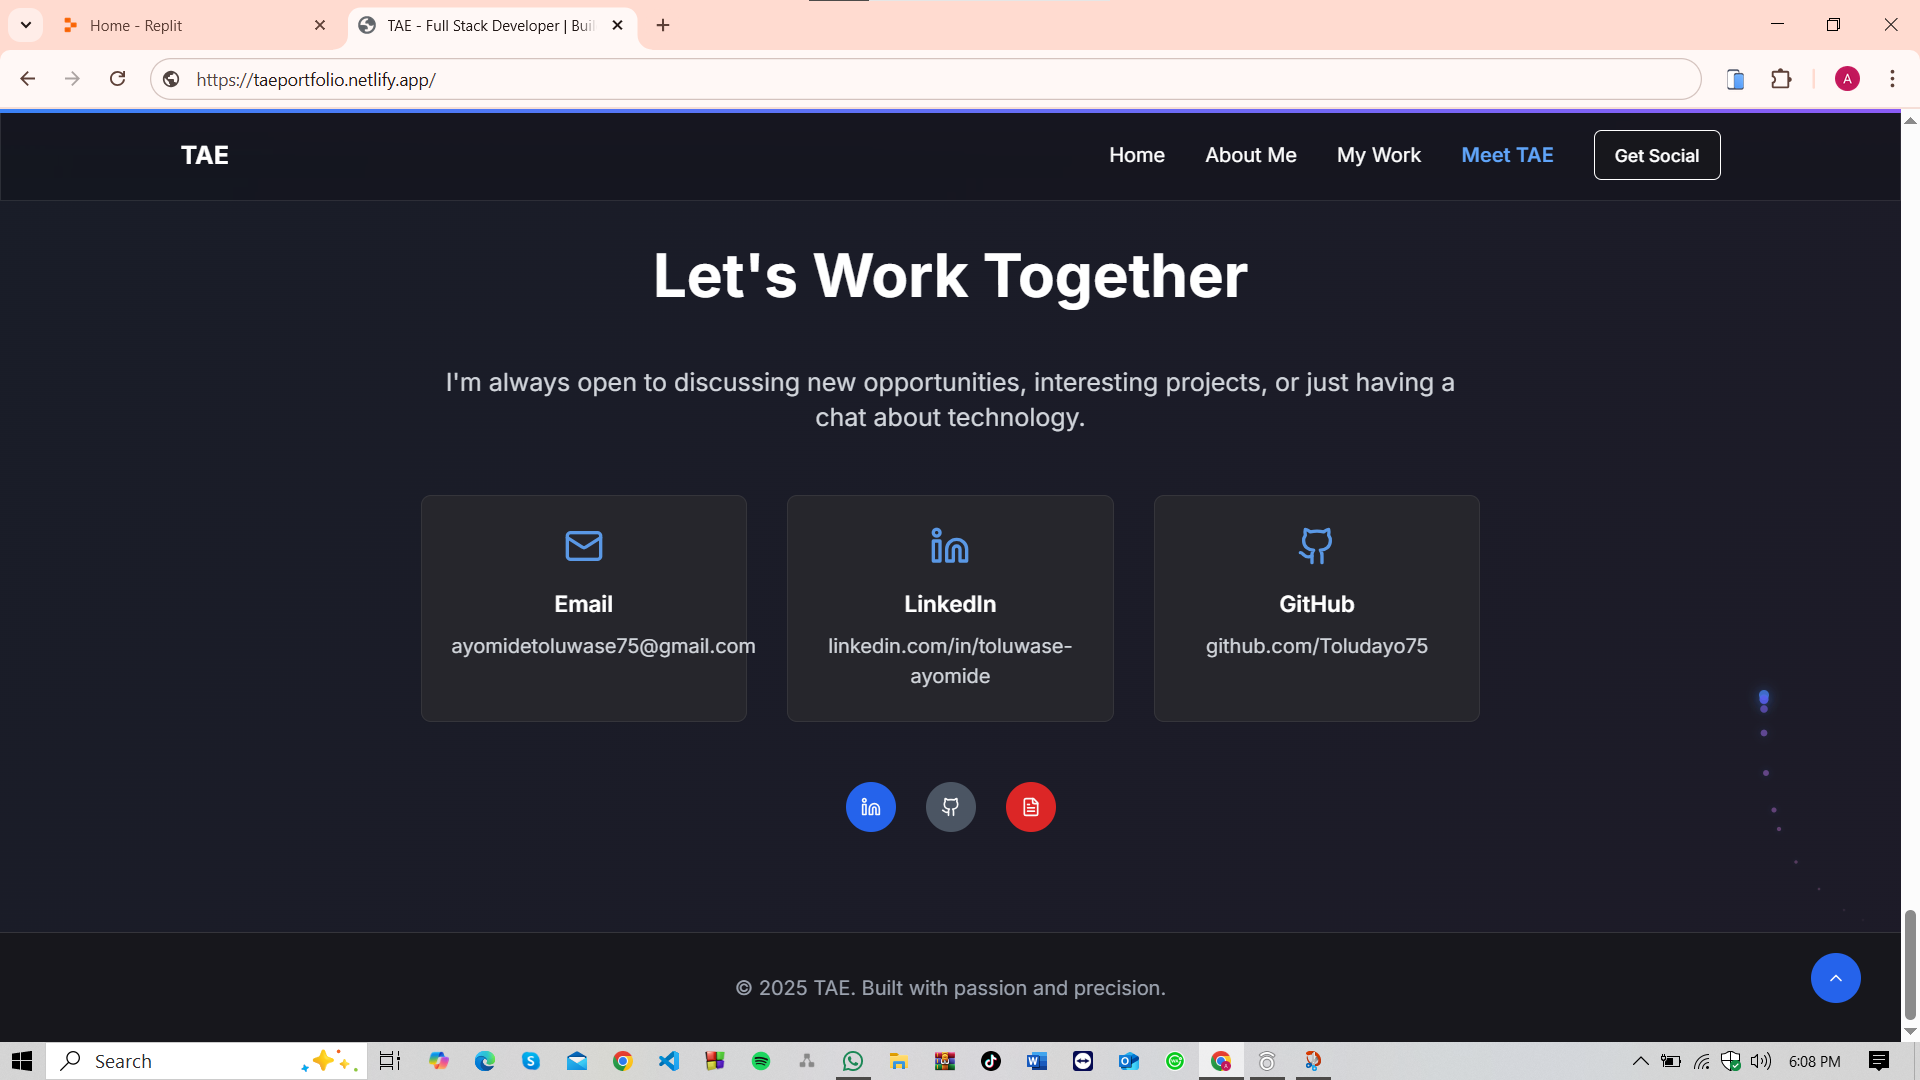 Home - Replit
TAE - Full Stack Developer | Buil
https://taeportfolio.netlify.app/
A
TAE
Home
About Me
My Work
Meet TAE
Get Social
Let's Work Together
I'm always open to discussing new opportunities, interesting projects, or just having a
chat about technology.
Email
ayomidetoluwase75@gmail.com
LinkedIn
linkedin.com/in/toluwase-
ayomide
GitHub
github.com/Toludayo75
© 2025 TAE. Built with passion and precision.
Search
6:08 PM